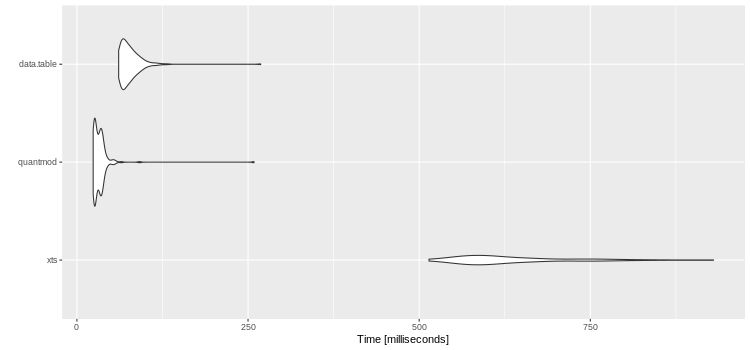 data.table
quantmod
xts
0 250 500 750
Time [milliseconds]